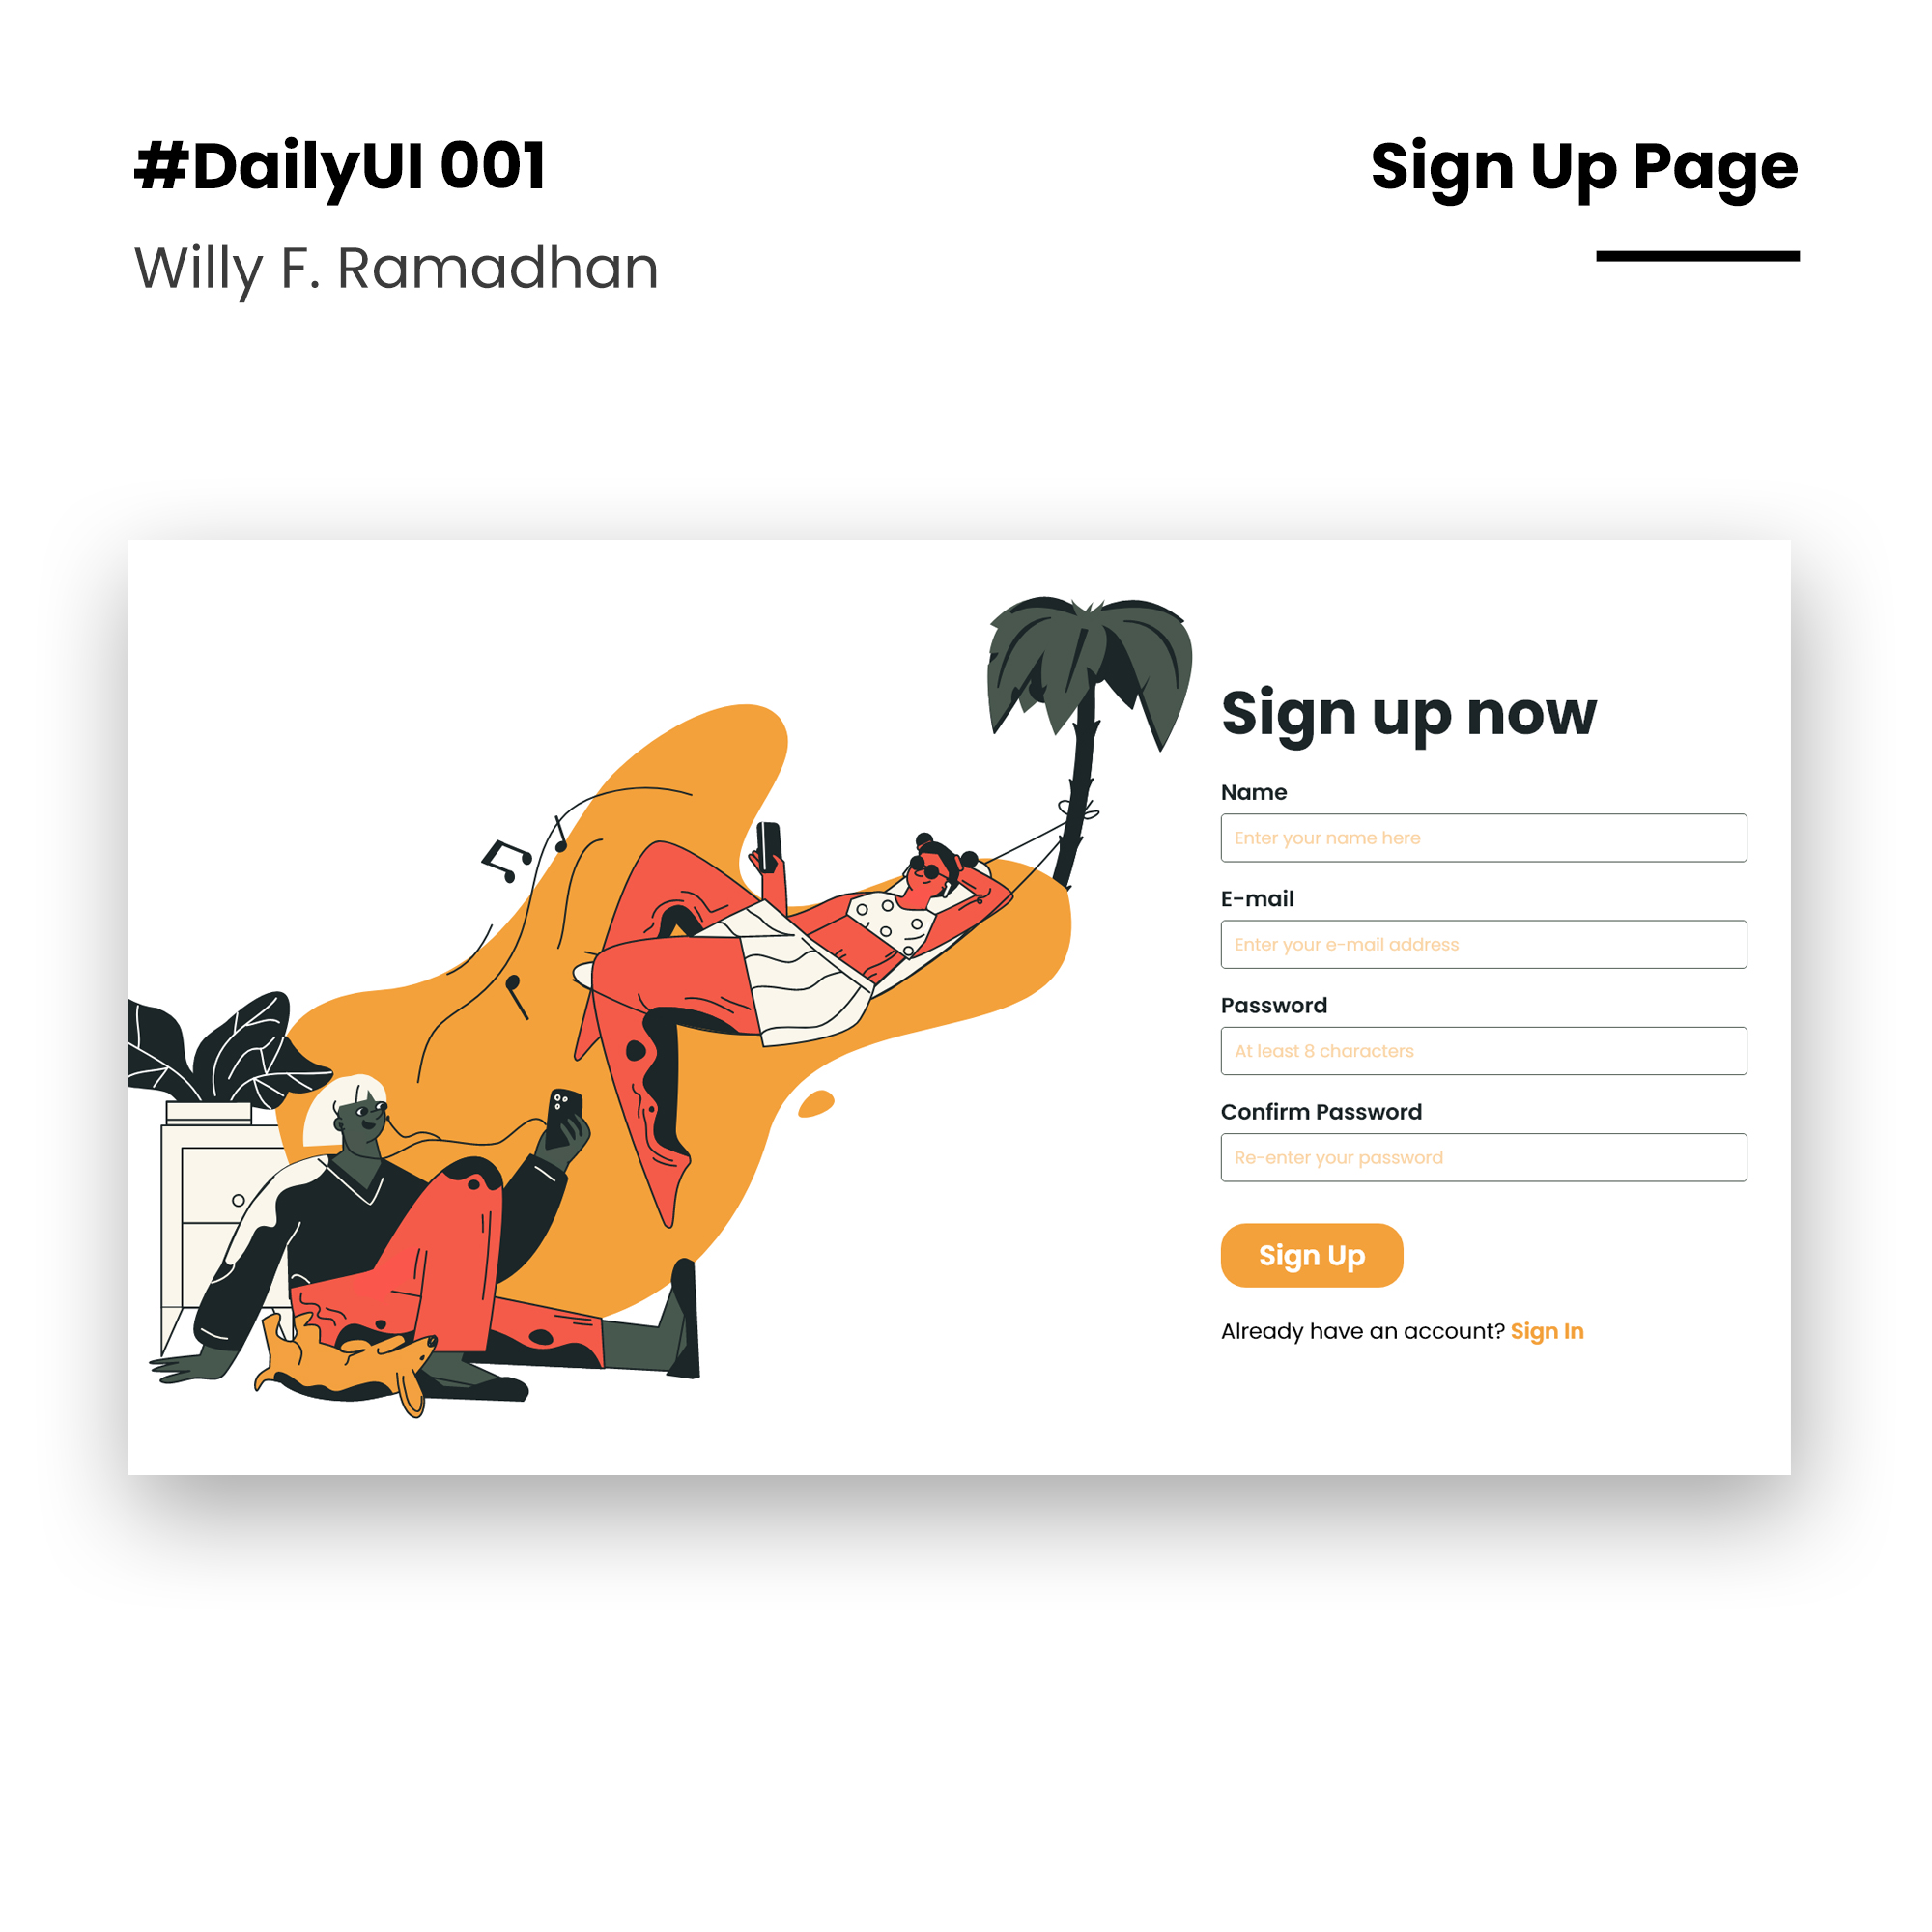 #DailyUI 001
Willy F. Ramadhan
Sign Up Page
Sign up now
Name
Enter your name here
E-mail
Enter your e-mail address
Password
At least 8 characters
Confirm Password
Re-enter your password
Sign Up
Already have an account? Sign In